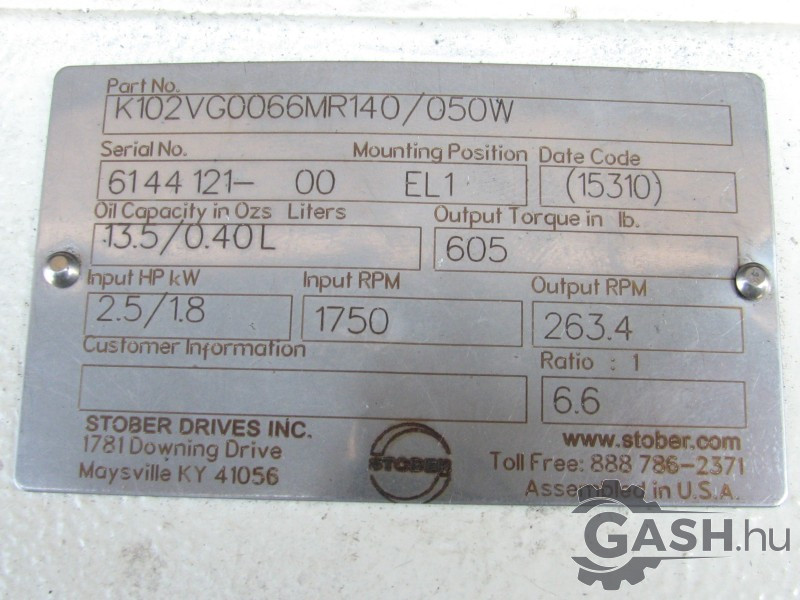 Part No.
K102VG0066MR140/050W
Serial No. Mounting Position Date Code
6144121- 00 EL1 (15310)
Oil Capacity in Ozs Liters Output Torque in lb.
13.5/0.40L 605
Input HP kW Input RPM Output RPM
2.5/1.8 1750 263.4
Customer Information Ratio : 1
6.6
STOBER DRIVES INC. www.stober.com
1781 Downing Drive STOBER Toll Free: 888 786-2371
Maysville KY 41056 Assembled in U.S.A.
GASH.hu